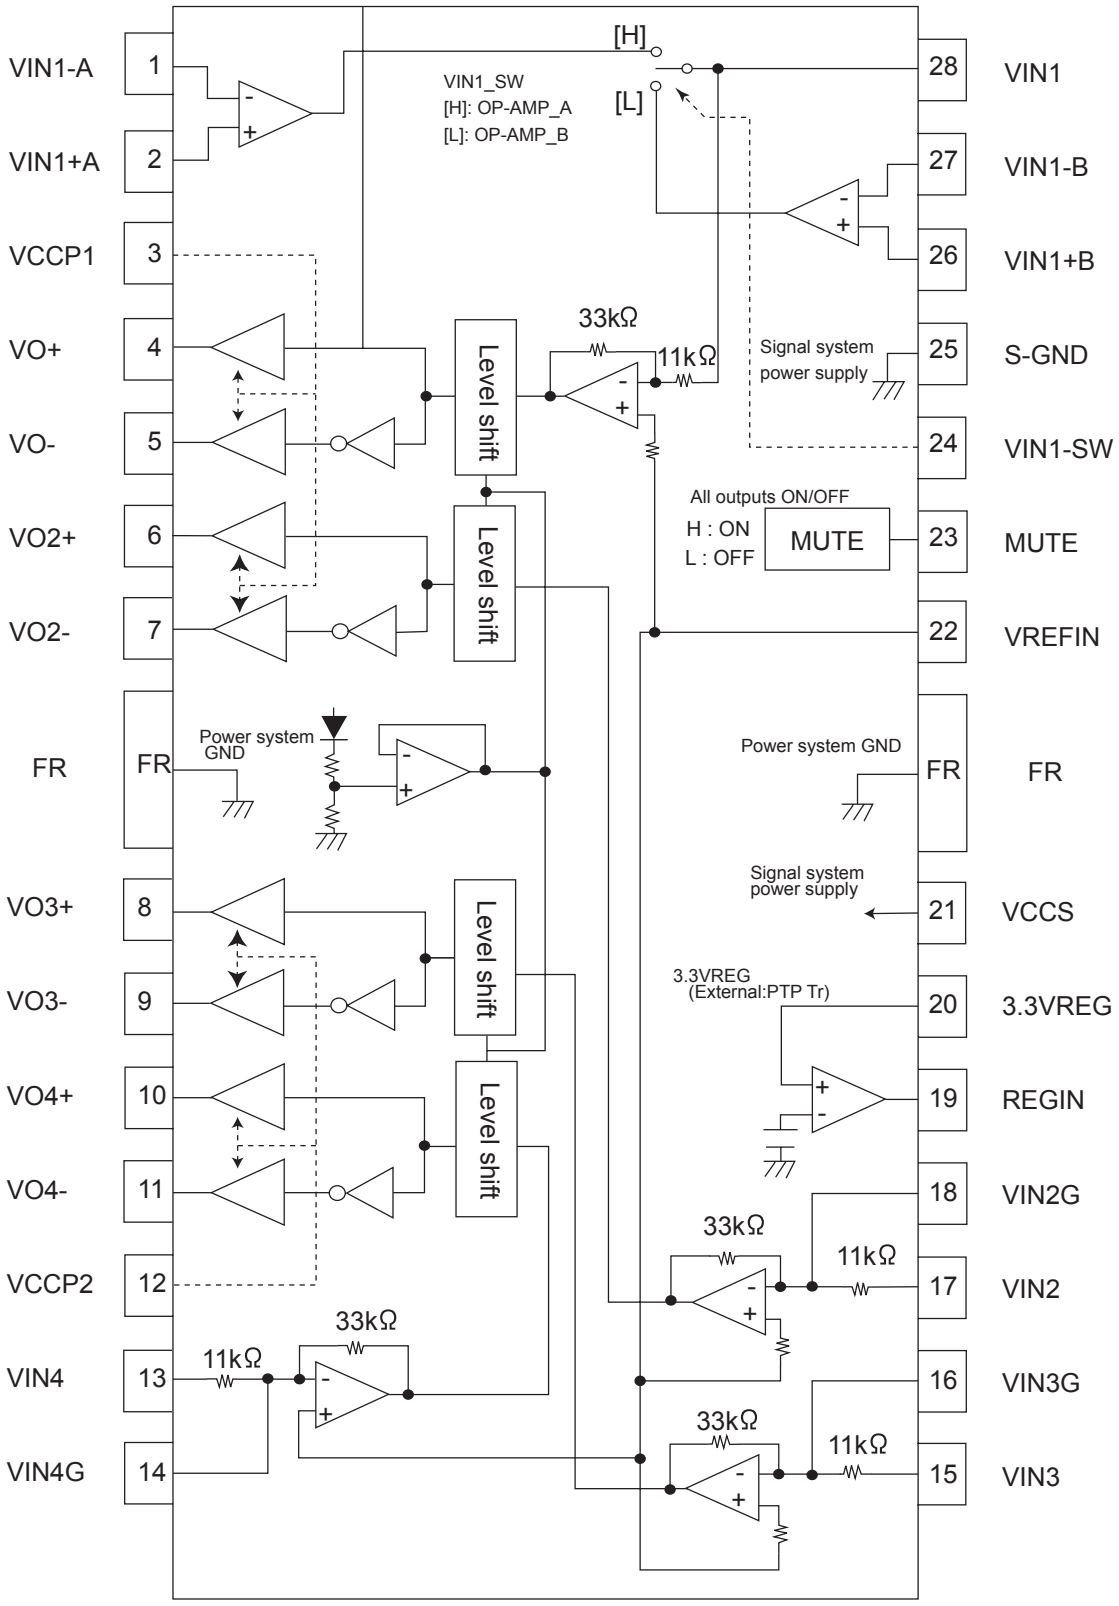 VIN1-A
1
VIN1+A
2
VCCP1
3
VO+
4
VO-
5
VO2+
6
VO2-
7
FR
FR
VO3+
8
VO3-
9
VO4+
10
VO4-
11
VCCP2
12
VIN4
13
VIN4G
14
-
+
VIN1_SW
[H]: OP-AMP_A
[L]: OP-AMP_B
[H]
[L]
-
+
33kΩ
11kΩ
-
+
Level shift
Level shift
Power system
GND
-
+
Level shift
Level shift
11kΩ
33kΩ
-
+
Signal system
power supply
All outputs ON/OFF
H : ON
L : OFF
MUTE
Power system GND
Signal system
power supply
3.3VREG
(External:PTP Tr)
+
-
33kΩ
11kΩ
-
+
33kΩ
11kΩ
-
+
28
VIN1
27
VIN1-B
26
VIN1+B
25
S-GND
24
VIN1-SW
23
MUTE
22
VREFIN
FR
FR
21
VCCS
20
3.3VREG
19
REGIN
18
VIN2G
17
VIN2
16
VIN3G
15
VIN3